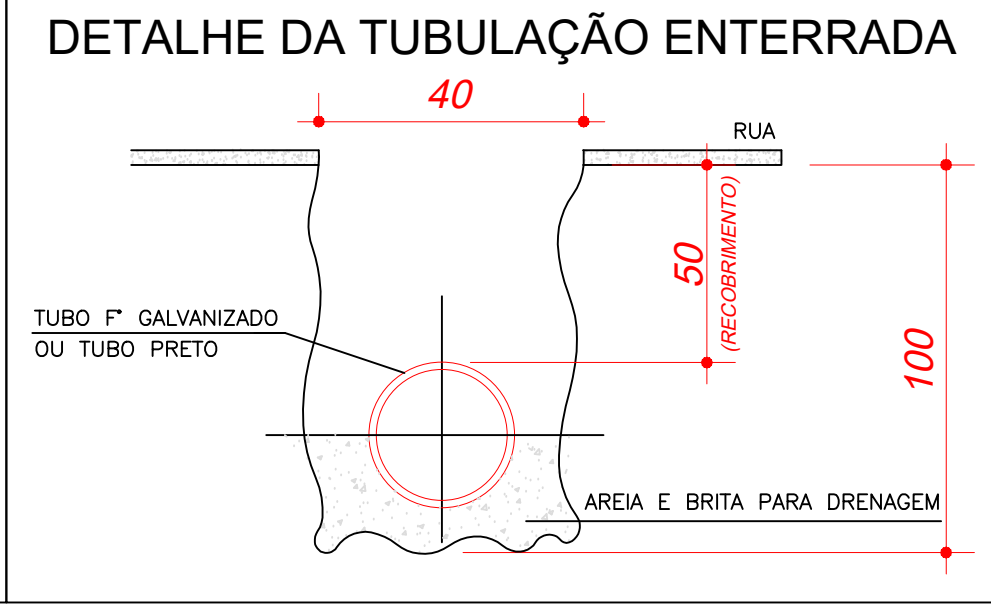 DETALHE DA TUBULAÇÃO ENTERRADA
40
RUA
50
(RECOBRIMENTO)
100
TUBO F° GALVANIZADO
OU TUBO PRETO
AREIA E BRITA PARA DRENAGEM